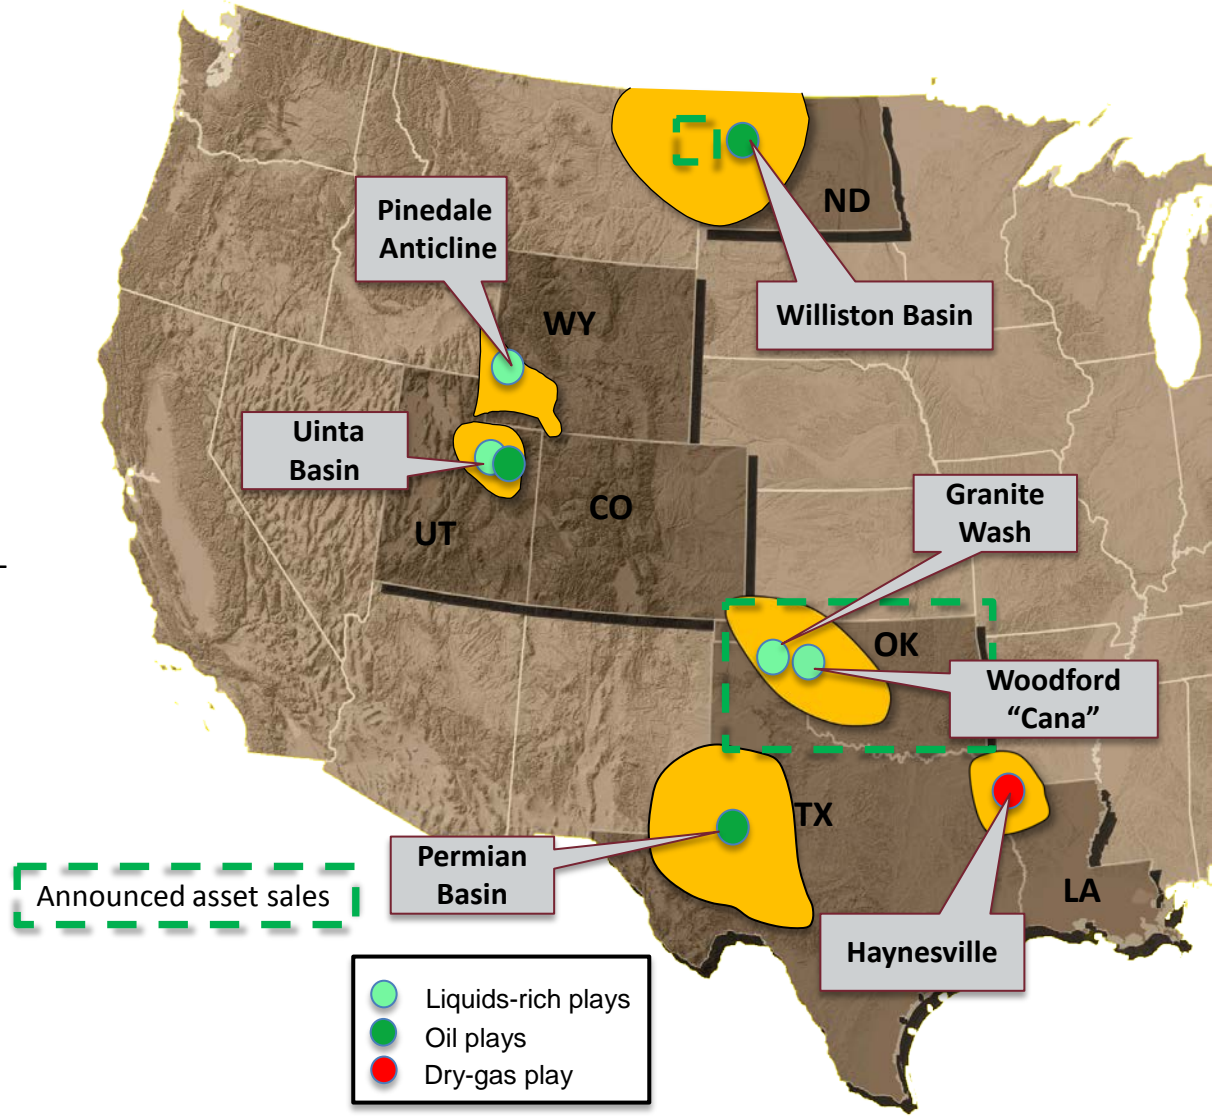 ND
Pinedale
Anticline
Williston Basin
WY
Uinta
Basin
CO
UT
Granite
Wash
OK
Woodford
“Cana”
TX
Permian
Basin
LA
Announced asset sales
Haynesville
Liquids-rich plays
Oil plays
Dry-gas play